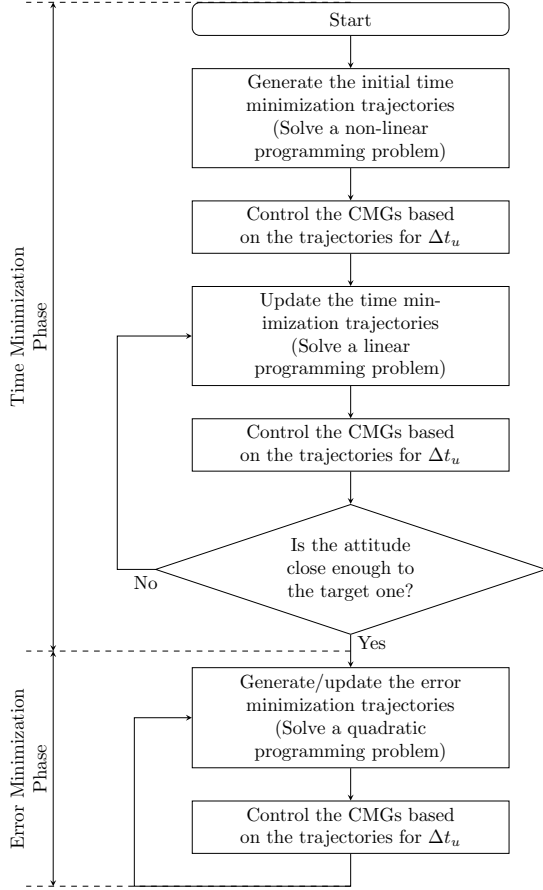 Start
Generate the initial time
minimization trajectories
(Solve a non-linear
programming problem)
Control the CMGs based
on the trajectories for Δtᵤ
Update the time min-
imization trajectories
(Solve a linear
programming problem)
Control the CMGs based
on the trajectories for Δtᵤ
Is the attitude
close enough to
the target one?
No
Yes
Time Minimization
Phase
Generate/update the error
minimization trajectories
(Solve a quadratic
programming problem)
Control the CMGs based
on the trajectories for Δtᵤ
Error Minimization
Phase